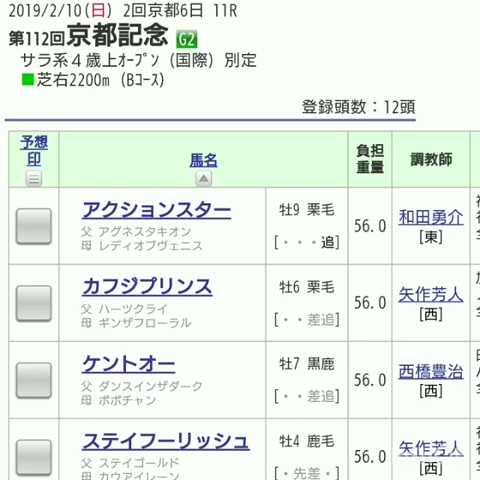 2019/2/10(日) 2回京都6日 11R
第112回京都記念 G2
サラ系４歳上ｵｰﾌﾟﾝ (国際) 別定
芝右2200m (Bコース)
登録頭数：12頭
予想印 馬名 負担重量 調教師
アクションスター 牡9 栗毛 56.0 和田勇介
父 アグネスタキオン
母 レディオブヴェニス [・・・追] [東]
カフジプリンス 牡6 栗毛 56.0 矢作芳人
父 ハーツクライ
母 ギンザフローラル [・・差追] [西]
ケントオー 牡7 黒鹿 56.0 西橋豊治
父 ダンスインザダーク
母 ポポチャン [・・差追] [西]
ステイフーリッシュ 牡4 鹿毛 56.0 矢作芳人
父 ステイゴールド
母 カウアイレーン [・先差・] [西]